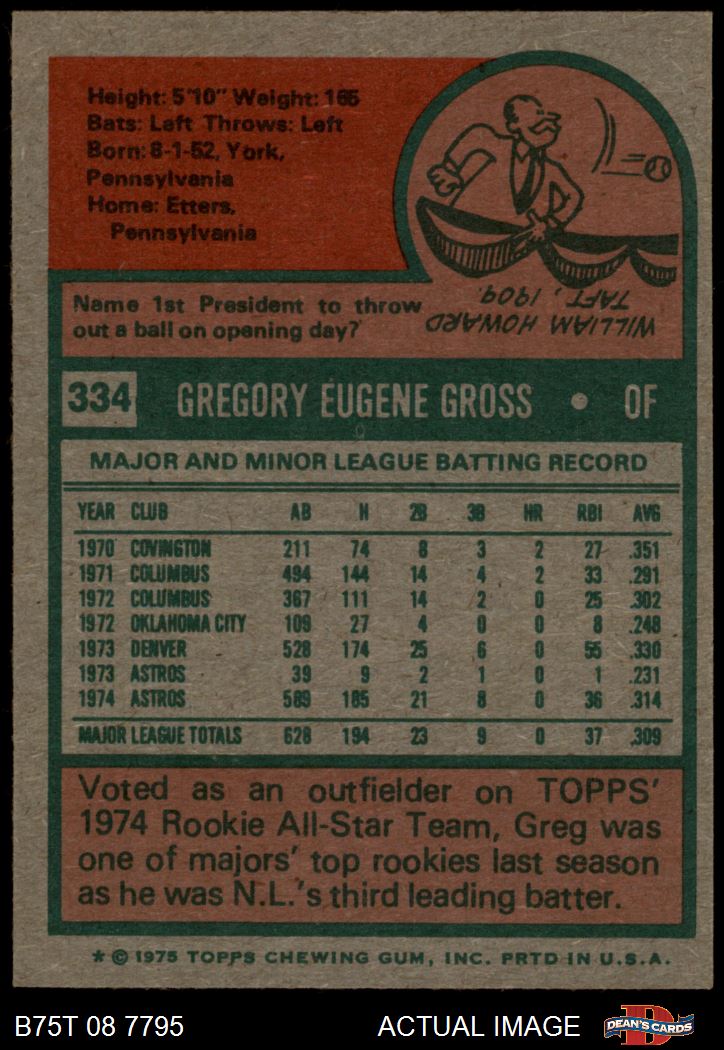 Height: 5'10" Weight: 165
Bats: Left Throws: Left
Born: 8-1-52, York,
Pennsylvania
Home: Etters,
Pennsylvania
Name 1st President to throw
out a ball on opening day?
WILLIAM HOWARD
TAFT, 1909.
334 GREGORY EUGENE GROSS • OF
MAJOR AND MINOR LEAGUE BATTING RECORD
YEAR CLUB AB H 2B 3B HR RBI AVG
1970 COVINGTON 211 74 8 3 2 27 .351
1971 COLUMBUS 494 144 14 4 2 33 .291
1972 COLUMBUS 367 111 14 2 0 25 .302
1972 OKLAHOMA CITY 109 27 4 0 0 8 .248
1973 DENVER 528 174 25 6 0 55 .330
1973 ASTROS 39 9 2 1 0 1 .231
1974 ASTROS 589 185 21 8 0 36 .314
MAJOR LEAGUE TOTALS 628 194 23 9 0 37 .309
Voted as an outfielder on TOPPS'
1974 Rookie All-Star Team, Greg was
one of majors' top rookies last season
as he was N.L.'s third leading batter.
* © 1975 TOPPS CHEWING GUM, INC. PRTD IN U.S.A.
B75T 08 7795 ACTUAL IMAGE DEAN'S CARDS